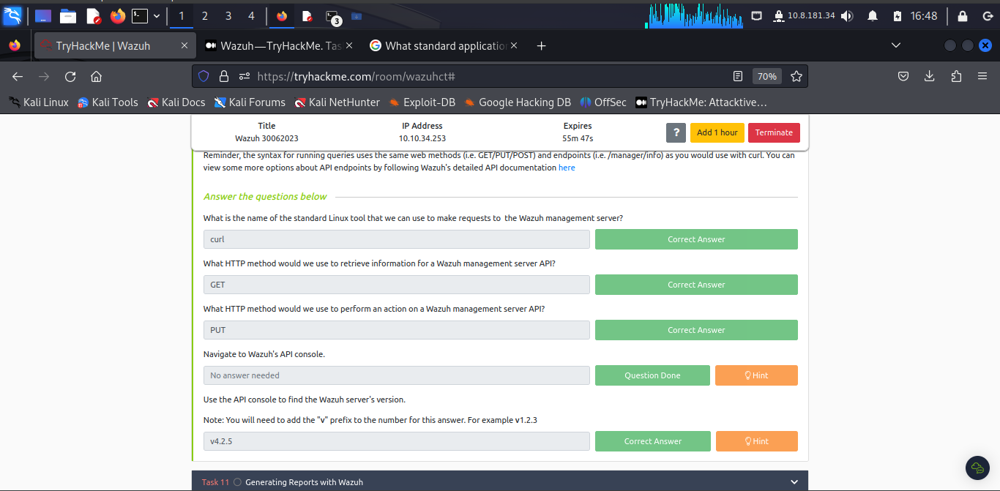 1 2 3 4 3 10.8.181.34 16:48
TryHackMe | Wazuh Wazuh — TryHackMe. Tas What standard applicatio
https://tryhackme.com/room/wazuhct# 70%
Kali Linux Kali Tools Kali Docs Kali Forums Kali NetHunter Exploit-DB Google Hacking DB OffSec TryHackMe: Attacktive…
Title IP Address Expires
Wazuh 30062023 10.10.34.253 55m 47s
? Add 1 hour Terminate
Reminder, the syntax for running queries uses the same web methods (i.e. GET/PUT/POST) and endpoints (i.e. /manager/info) as you would use with curl. You can
view some more options about API endpoints by following Wazuh's detailed API documentation here
Answer the questions below
What is the name of the standard Linux tool that we can use to make requests to the Wazuh management server?
curl Correct Answer
What HTTP method would we use to retrieve information for a Wazuh management server API?
GET Correct Answer
What HTTP method would we use to perform an action on a Wazuh management server API?
PUT Correct Answer
Navigate to Wazuh's API console.
No answer needed Question Done Hint
Use the API console to find the Wazuh server's version.
Note: You will need to add the "v" prefix to the number for this answer. For example v1.2.3
v4.2.5 Correct Answer Hint
Task 11 Generating Reports with Wazuh